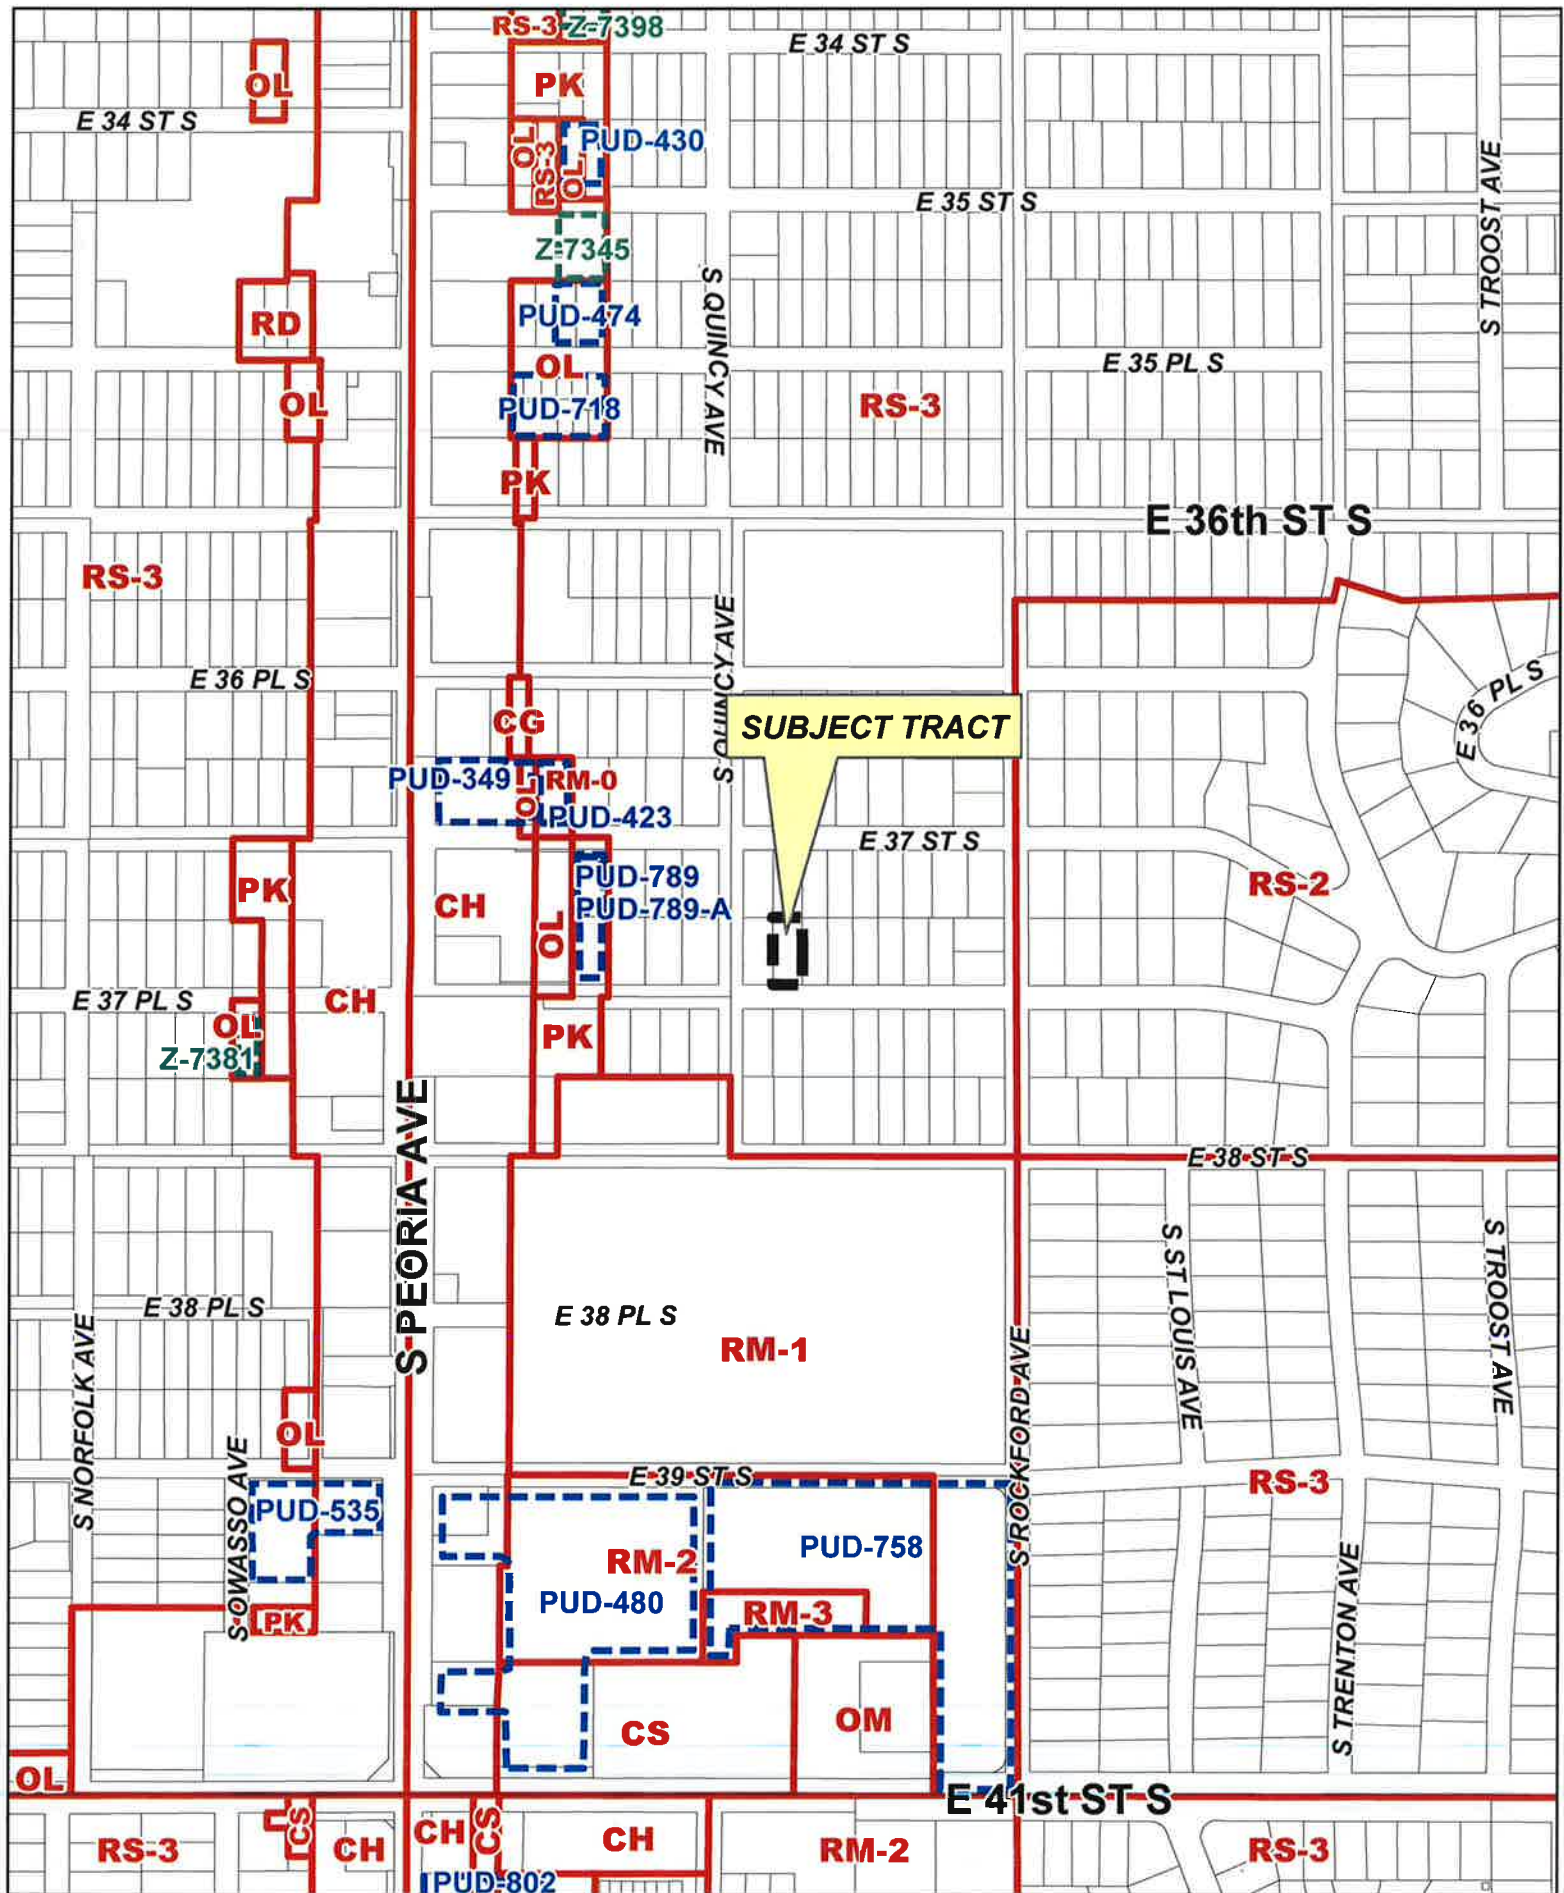 RS-3
Z-7398
E 34 ST S
OL
PK
E 34 ST S
OL
RS-3
OL
PUD-430
S TROOST AVE
E 35 ST S
Z-7345
S QUINCY AVE
RD
PUD-474
OL
E 35 PL S
OL
PUD-718
RS-3
PK
E 36th ST S
RS-3
S QUINCY AVE
E 36 PL S
E 36 PL S
CG
SUBJECT TRACT
PUD-349
OL
RM-0
PUD-423
E 37 ST S
PK
CH
OL
PUD-789
PUD-789-A
RS-2
E 37 PL S
CH
OL
PK
Z-7381
S PEORIA AVE
E 38 ST S
S ST LOUIS AVE
S TROOST AVE
E 38 PL S
E 38 PL S
RM-1
S NORFOLK AVE
S ROCKFORD AVE
OL
S OWASSO AVE
E 39 ST S
RS-3
PUD-535
RM-2
PUD-758
PUD-480
RM-3
PK
S TRENTON AVE
CS
OM
OL
E 41st ST S
RS-3
CS
CH
CH
CS
CH
RM-2
RS-3
PUD-802